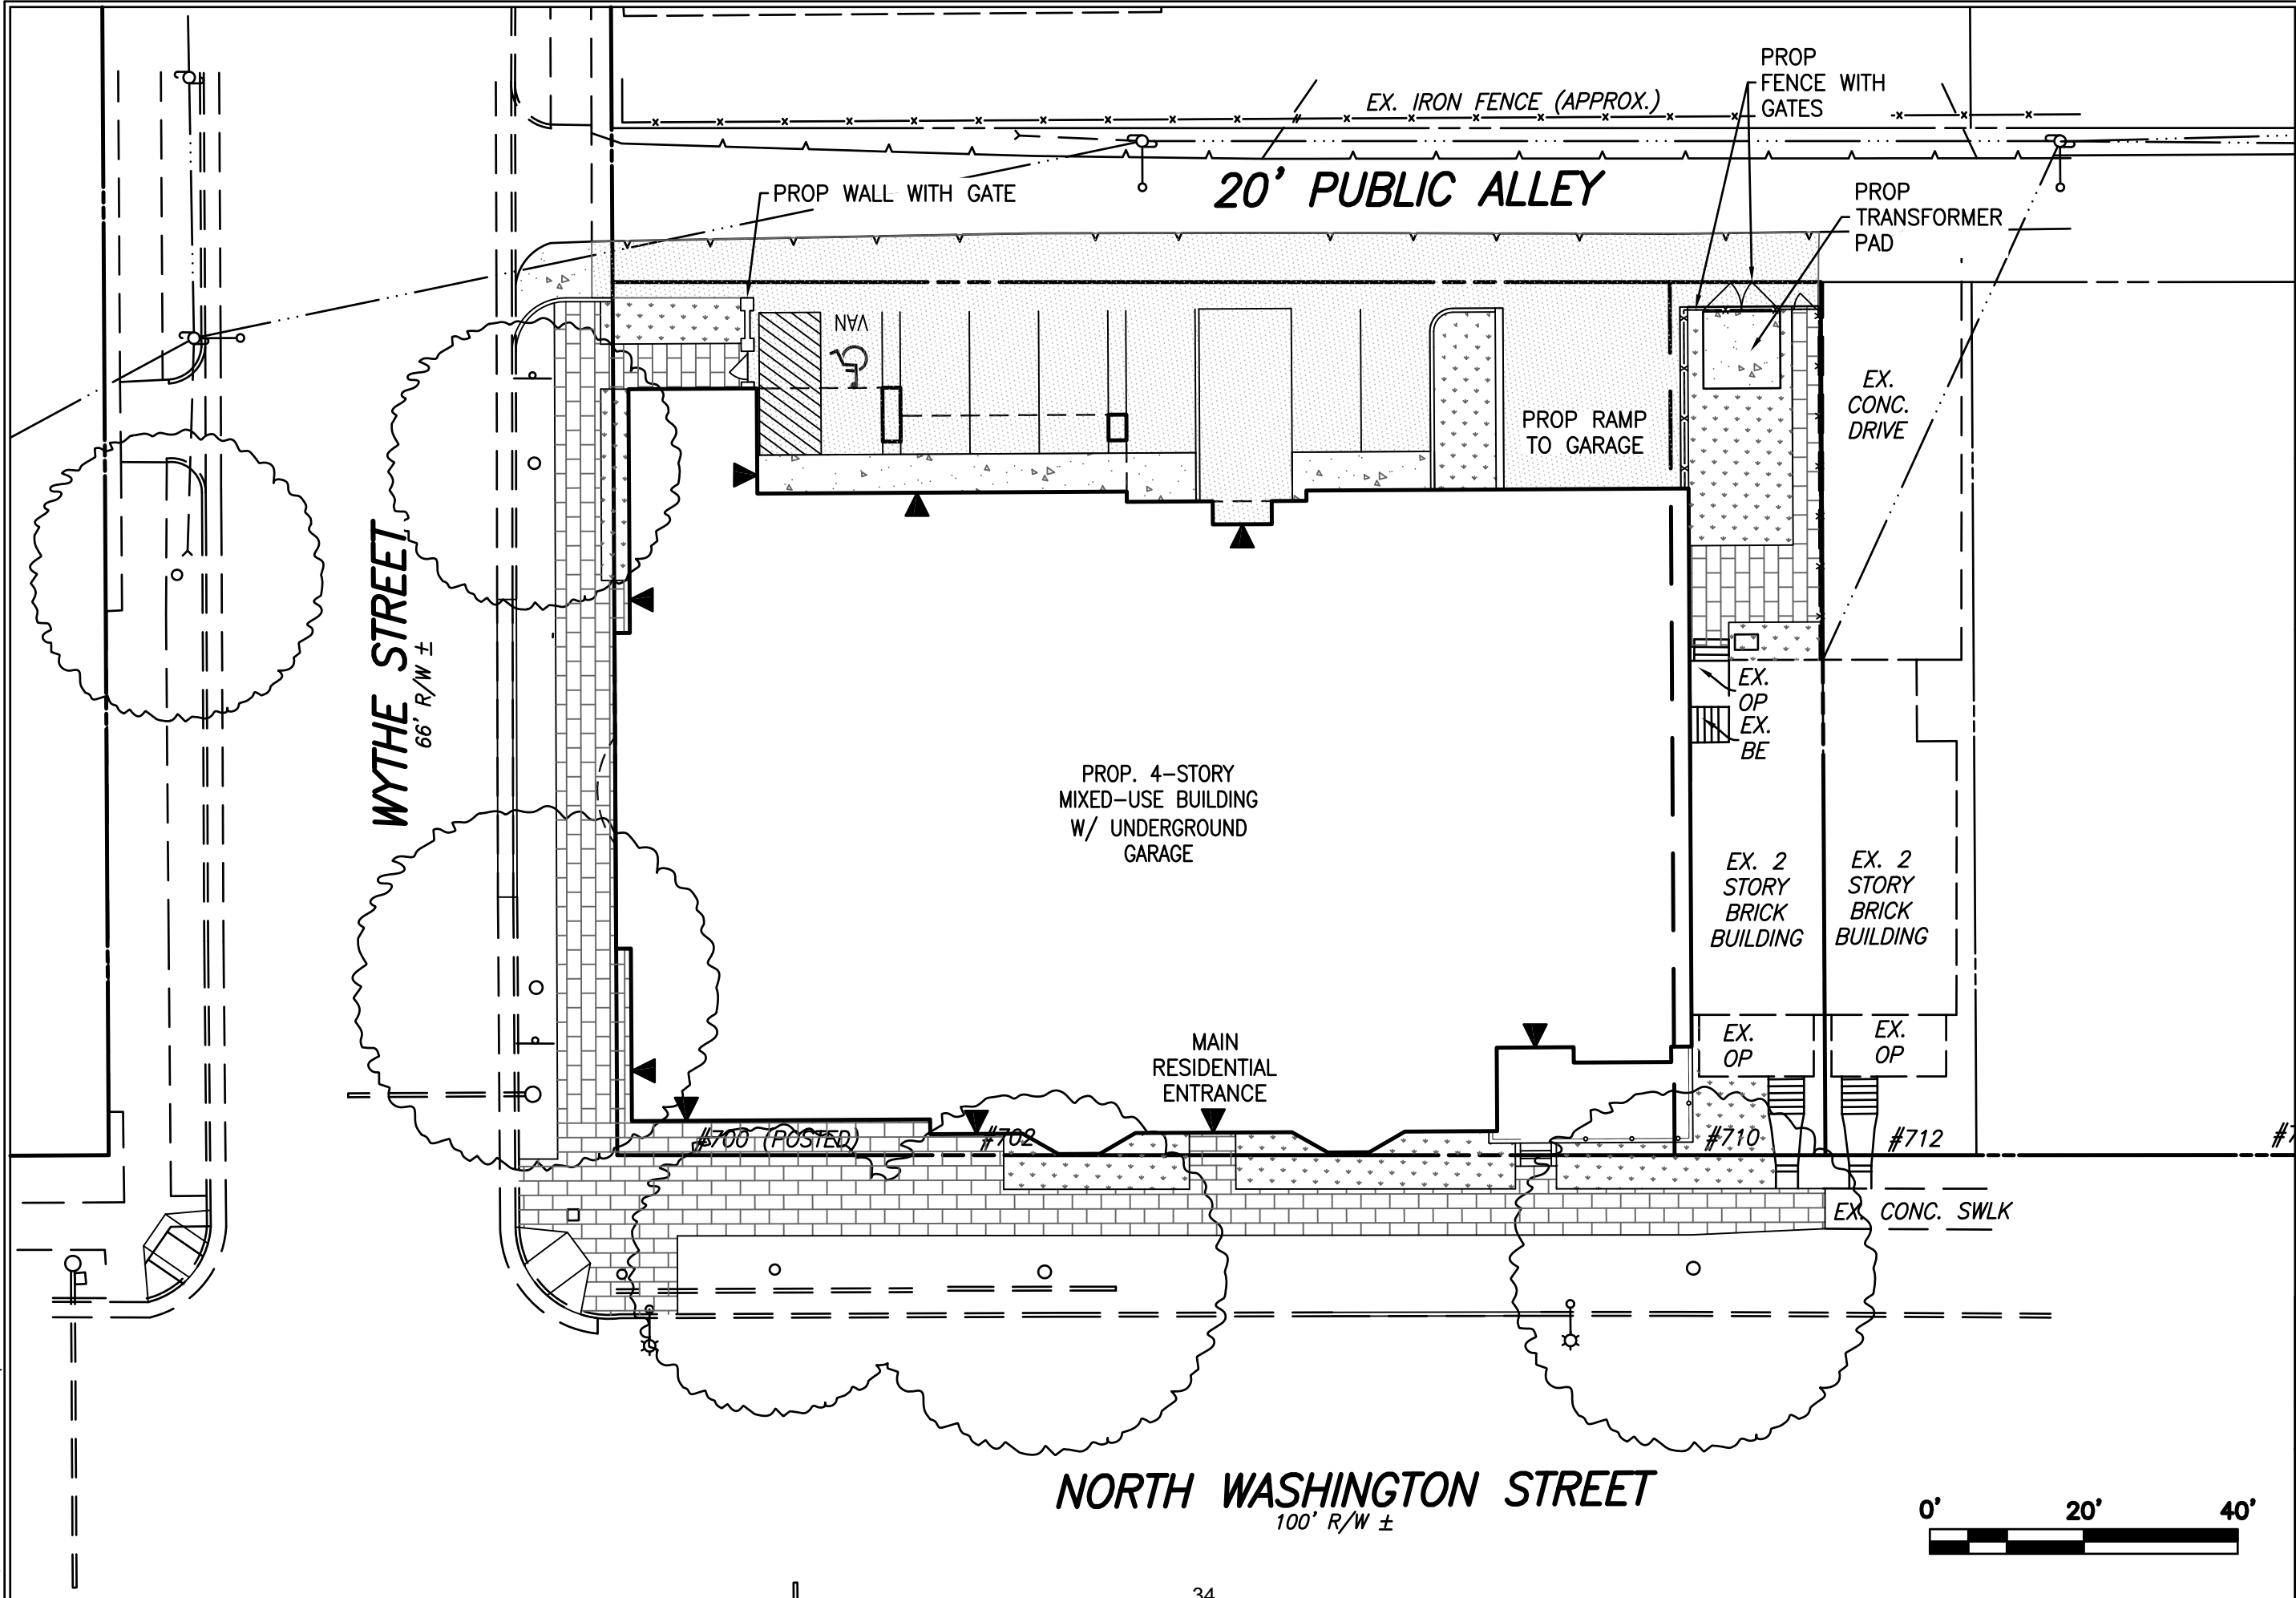 PROP
FENCE WITH
GATES
EX. IRON FENCE (APPROX.)
20' PUBLIC ALLEY
PROP WALL WITH GATE
PROP
TRANSFORMER
PAD
VAN
EX.
CONC.
DRIVE
PROP RAMP
TO GARAGE
WYTHE STREET
66' R/W ±
EX.
OP
EX.
BE
PROP. 4-STORY
MIXED-USE BUILDING
W/ UNDERGROUND
GARAGE
EX. 2
STORY
BRICK
BUILDING
EX. 2
STORY
BRICK
BUILDING
MAIN
RESIDENTIAL
ENTRANCE
EX.
OP
EX.
OP
#700 (POSTED)
#702
#710
#712
EX. CONC. SWLK
NORTH WASHINGTON STREET
100' R/W ±
0' 20' 40'
34